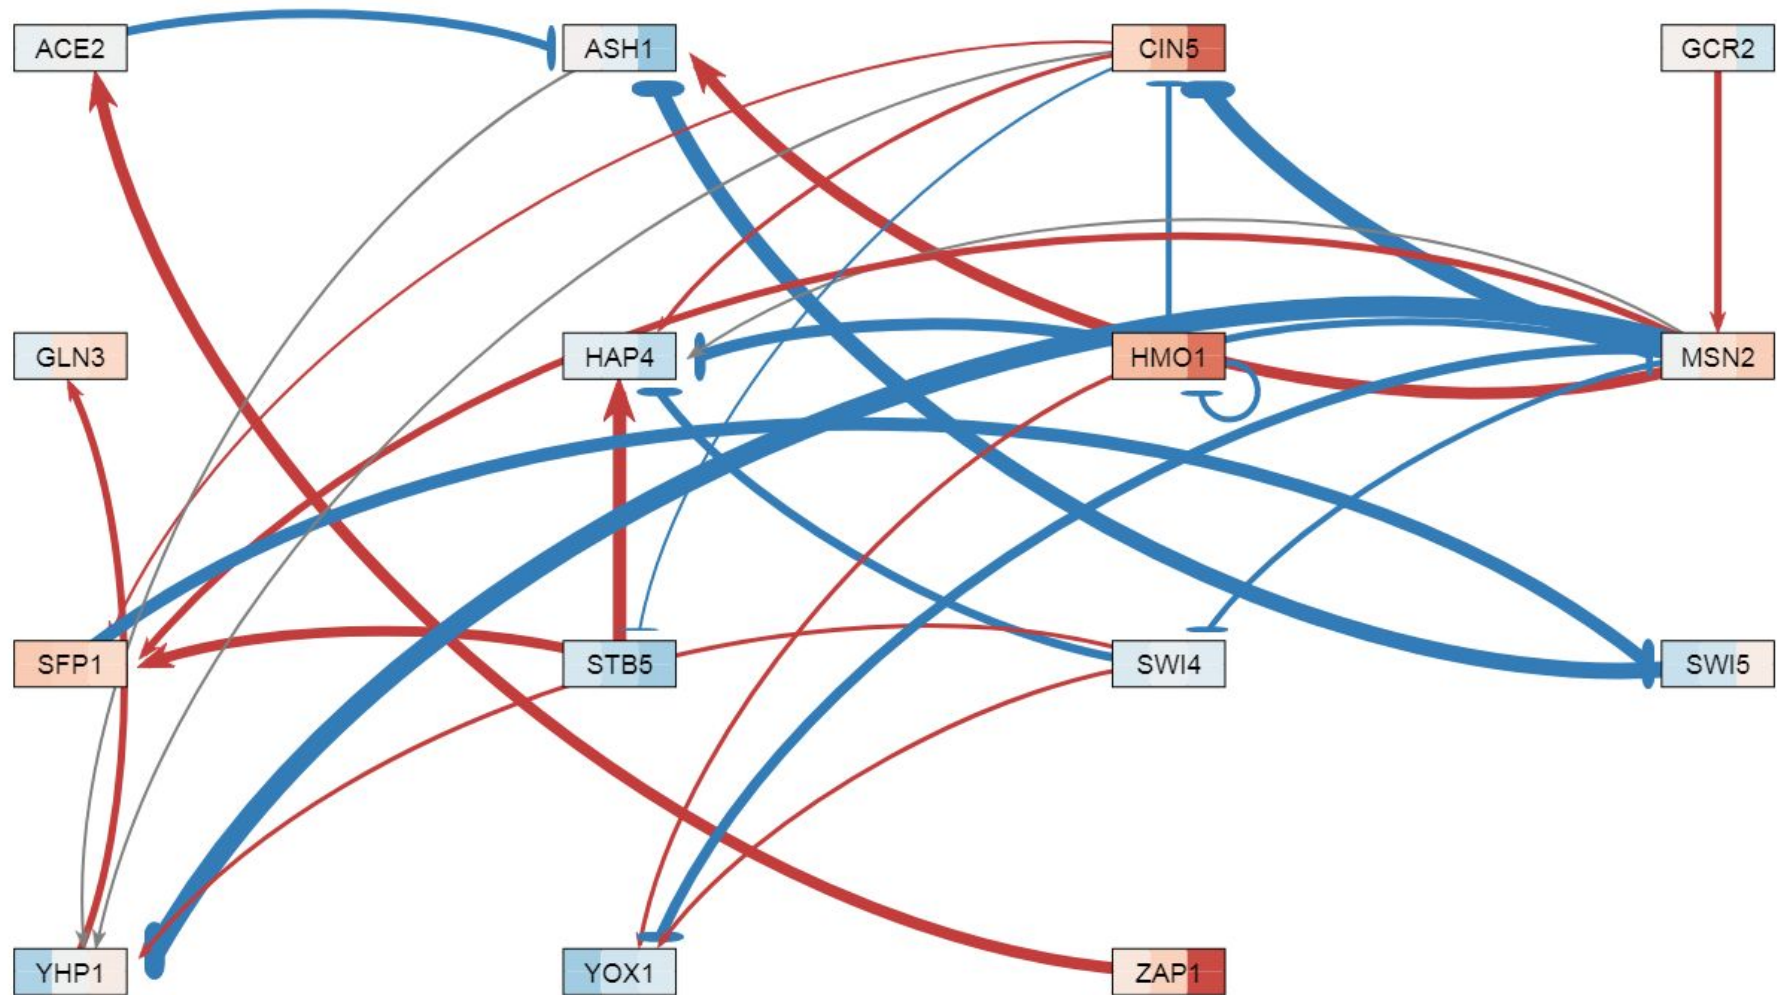 ACE2 ASH1 CIN5 GCR2
GLN3 HAP4 HMO1 MSN2
SFP1 STB5 SWI4 SWI5
YHP1 YOX1 ZAP1